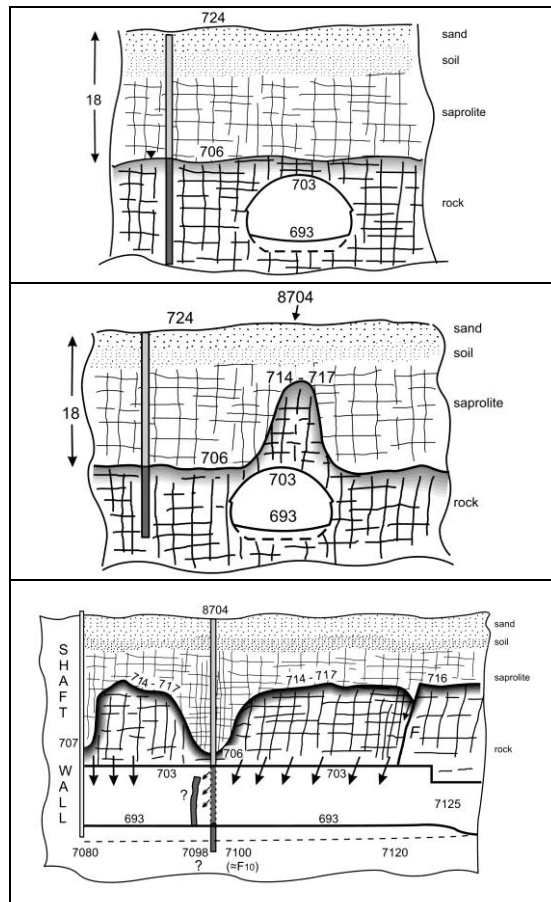 724
sand
soil
18
saprolite
706
703
rock
693
8704
724
sand
soil
714 - 717
saprolite
18
706
703
rock
693
8704
sand
soil
SHAFT WALL
714 - 717
714 - 717
716
saprolite
707
706
F
rock
703
703
?
7125
693
693
7080
7098
7100
7120
?
(≈F10)